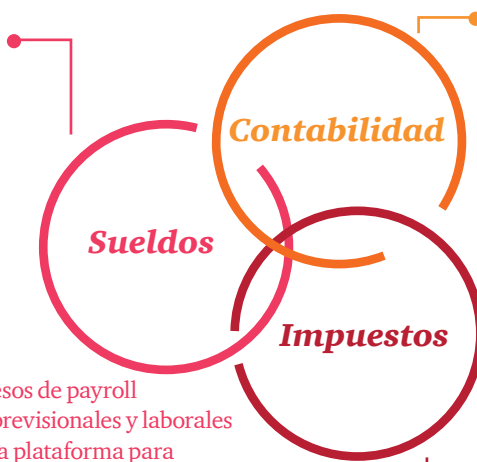 Contabilidad
Sueldos
Impuestos
esos de payroll
previsionales y laborales
a plataforma para